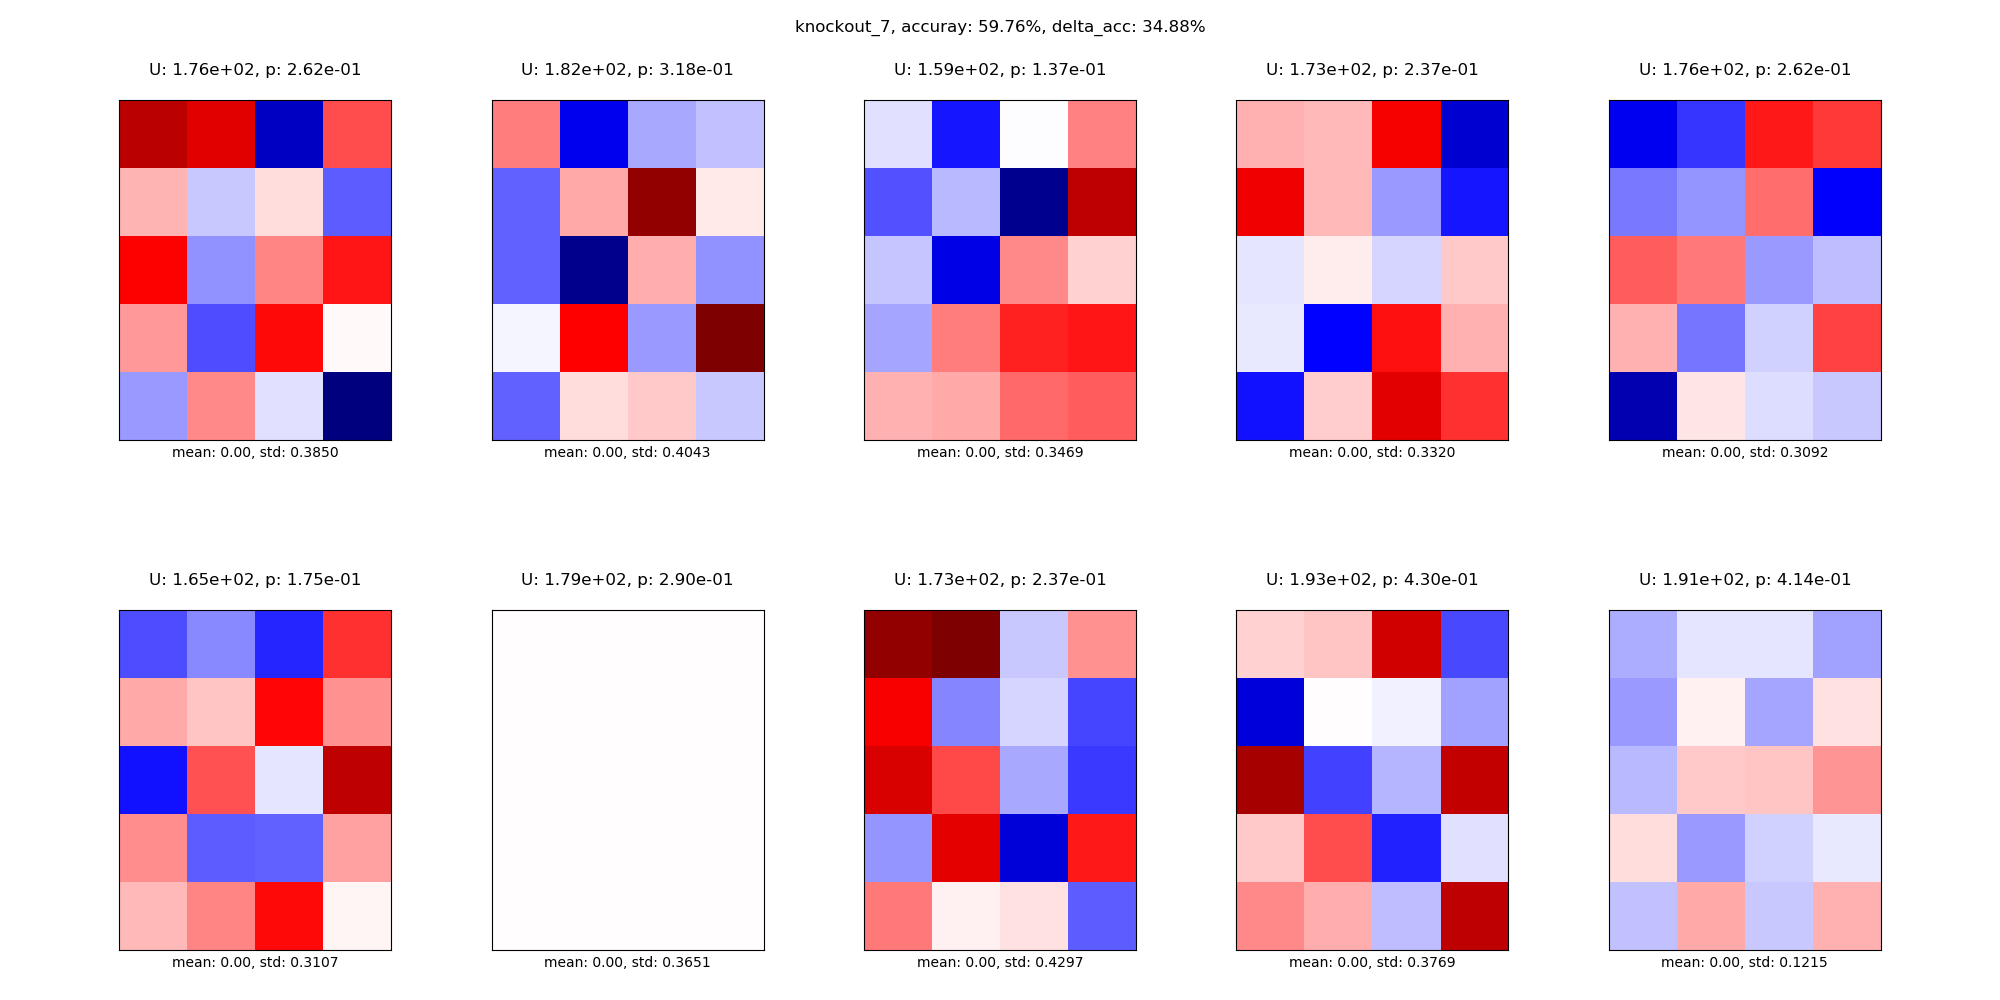 knockout_7, accuray: 59.76%, delta_acc: 34.88%
U: 1.76e+02, p: 2.62e-01
U: 1.82e+02, p: 3.18e-01
U: 1.59e+02, p: 1.37e-01
U: 1.73e+02, p: 2.37e-01
U: 1.76e+02, p: 2.62e-01
mean: 0.00, std: 0.3850
mean: 0.00, std: 0.4043
mean: 0.00, std: 0.3469
mean: 0.00, std: 0.3320
mean: 0.00, std: 0.3092
U: 1.65e+02, p: 1.75e-01
U: 1.79e+02, p: 2.90e-01
U: 1.73e+02, p: 2.37e-01
U: 1.93e+02, p: 4.30e-01
U: 1.91e+02, p: 4.14e-01
mean: 0.00, std: 0.3107
mean: 0.00, std: 0.3651
mean: 0.00, std: 0.4297
mean: 0.00, std: 0.3769
mean: 0.00, std: 0.1215